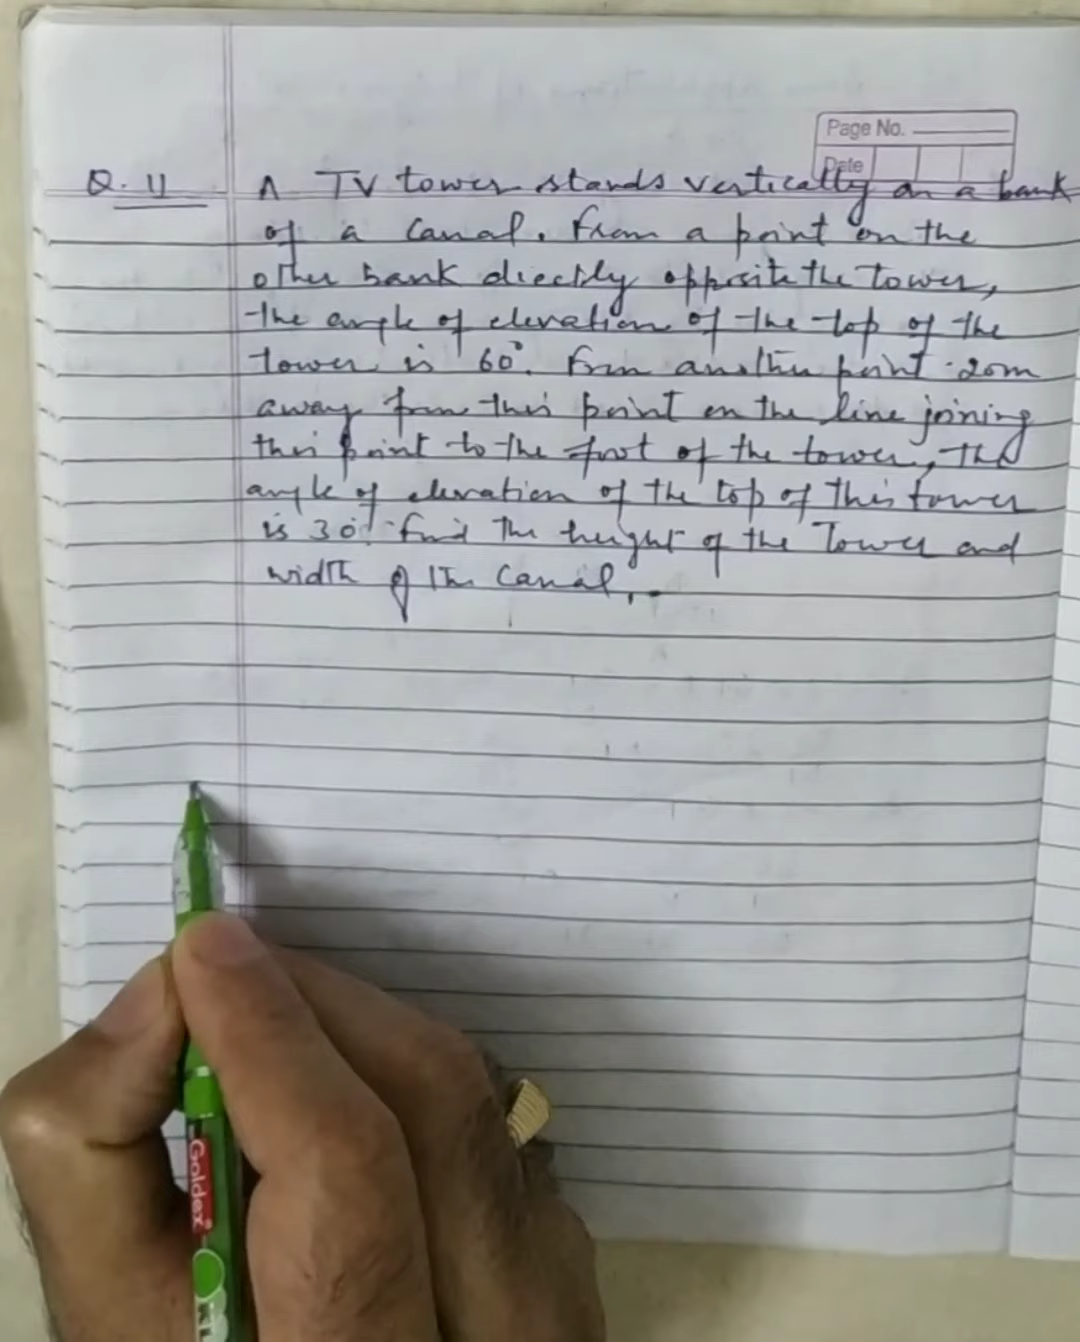 Page No.
Date
Q. 11 A TV tower stands vertically on a bank
of a canal. From a point on the
other bank directly opposite the tower,
the angle of elevation of the top of the
tower is 60°. From another point 20m
away from this point on the line joining
this point to the foot of the tower, the
angle of elevation of the top of this tower
is 30°. Find the height of the Tower and
width of the canal.
Goldex